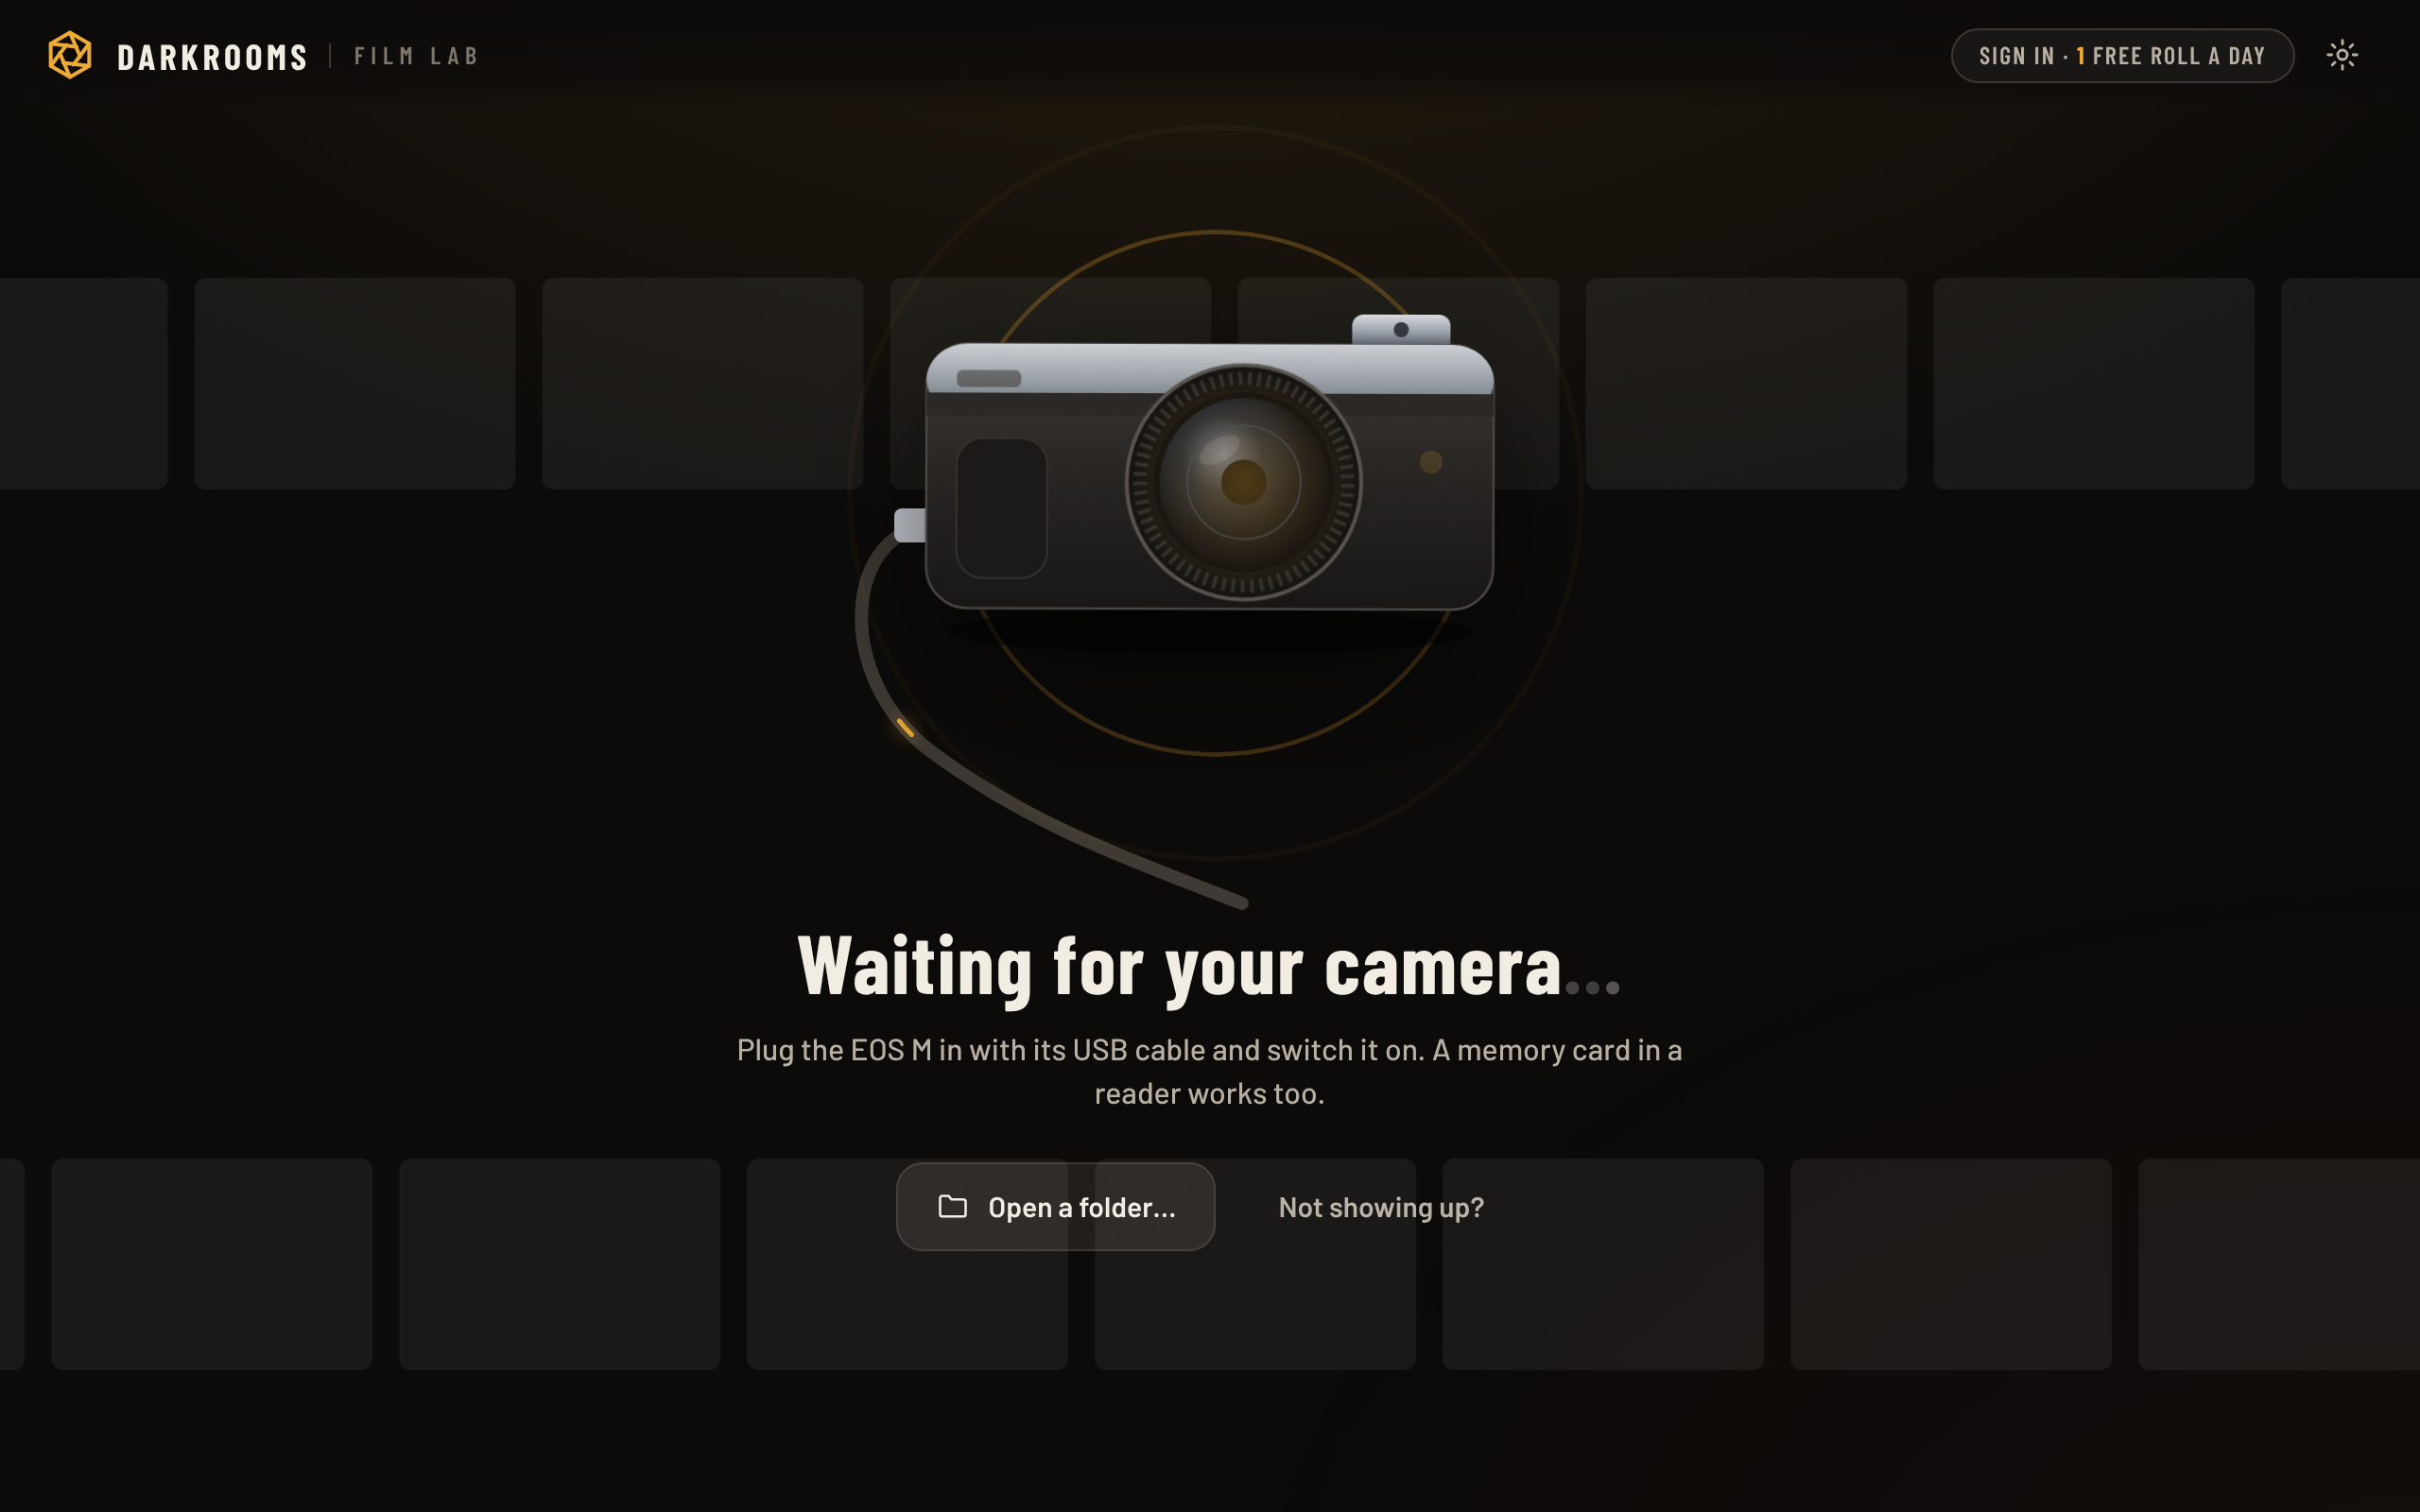 DARKROOMS | FILM LAB
SIGN IN · 1 FREE ROLL A DAY
Waiting for your camera...
Plug the EOS M in with its USB cable and switch it on. A memory card in a
reader works too.
Open a folder...
Not showing up?